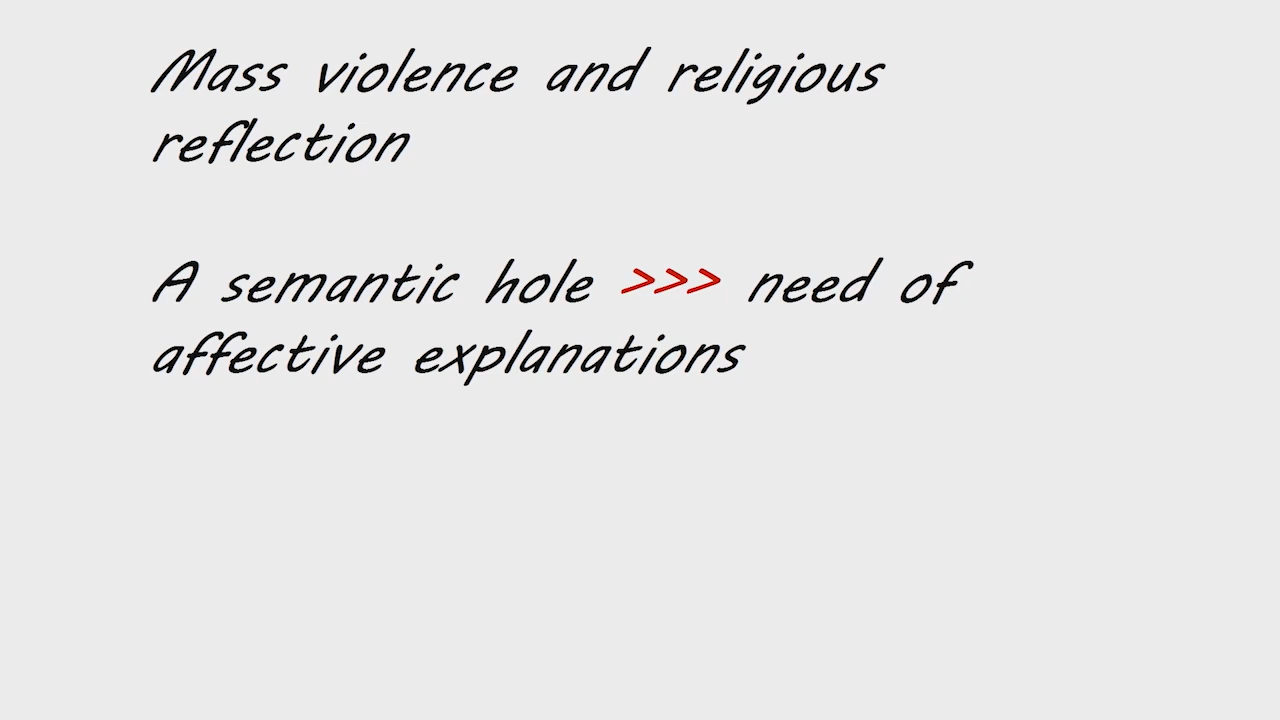 Mass violence and religious
reflection
A semantic hole >>> need of
affective explanations